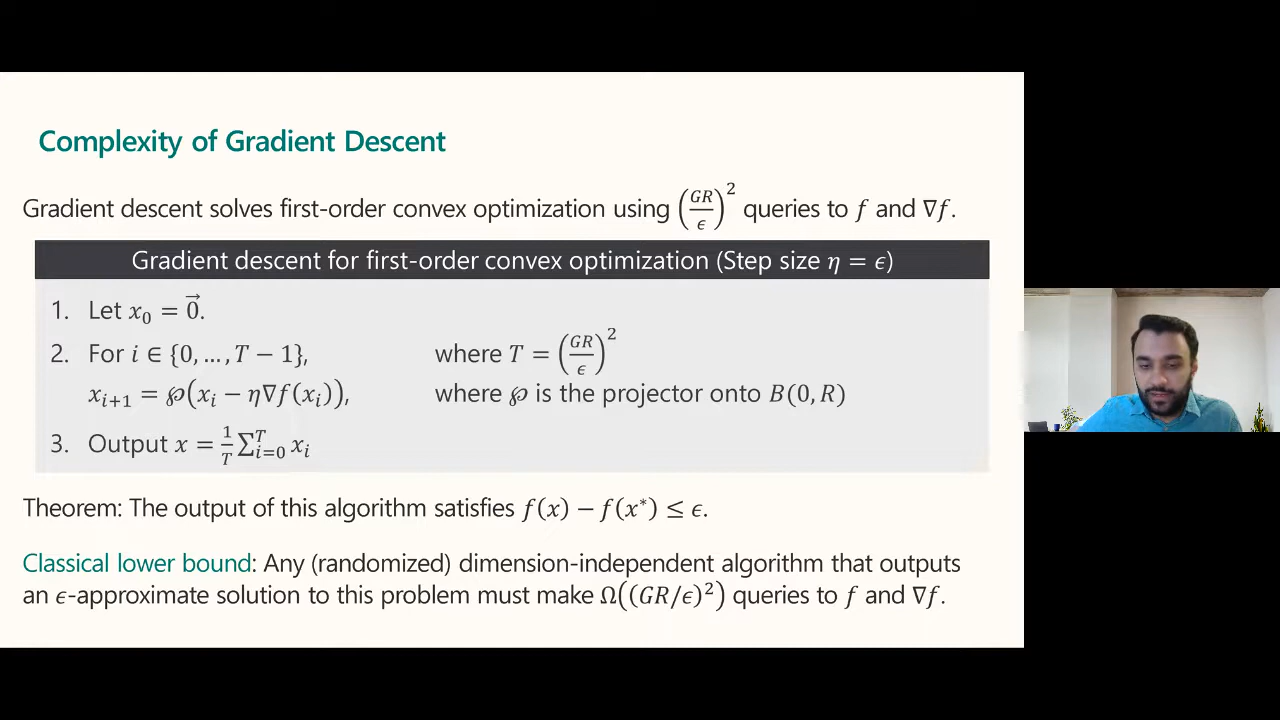 Complexity of Gradient Descent
Gradient descent solves first-order convex optimization using (GR/ϵ)² queries to f and ∇f.
Gradient descent for first-order convex optimization (Step size η = ϵ)
1. Let x₀ = 0⃗.
2. For i ∈ {0, …, T − 1}, where T = (GR/ϵ)²
xᵢ₊₁ = ℘(xᵢ − η∇f(xᵢ)), where ℘ is the projector onto B(0, R)
3. Output x = 1/T ∑ᵢ₌₀ᵀ xᵢ
Theorem: The output of this algorithm satisfies f(x) − f(x*) ≤ ϵ.
Classical lower bound: Any (randomized) dimension-independent algorithm that outputs
an ϵ-approximate solution to this problem must make Ω((GR/ϵ)²) queries to f and ∇f.